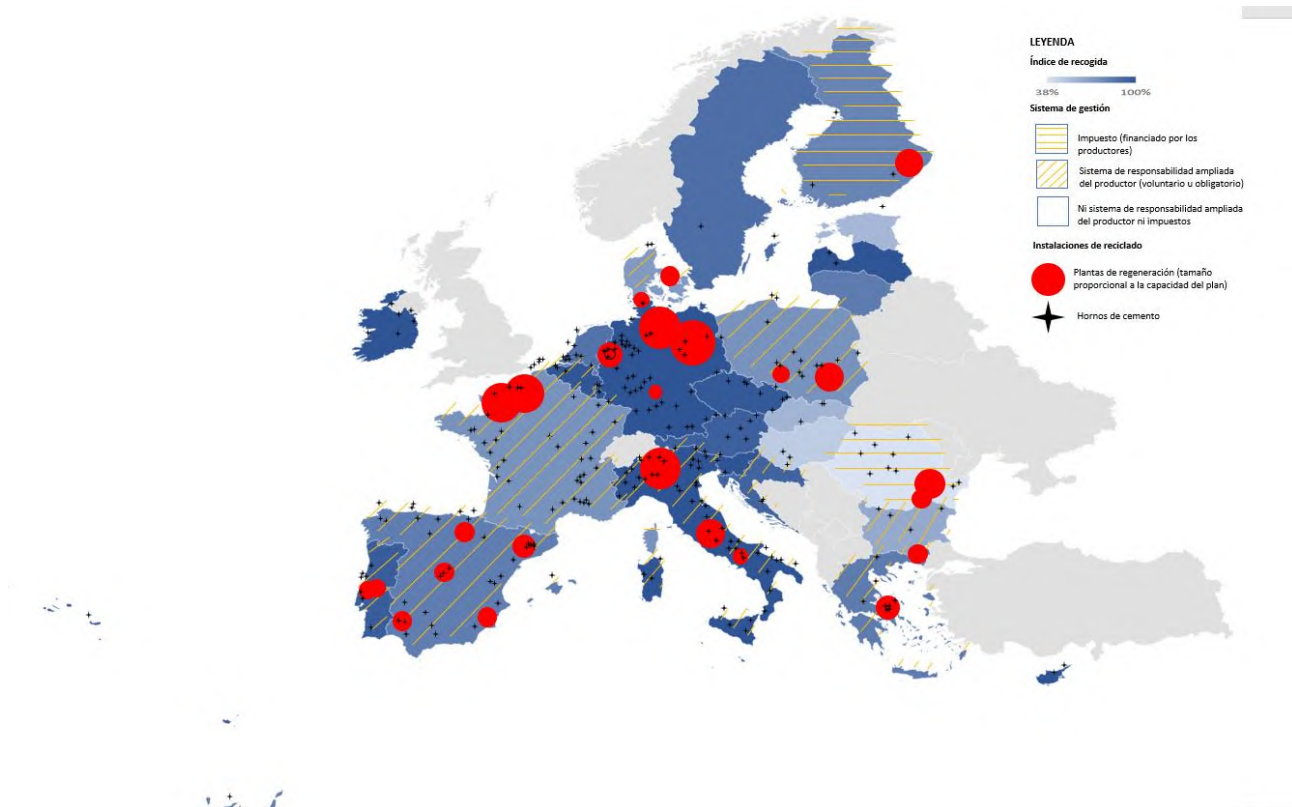 LEYENDA
Índice de recogida
38% 100%
Sistema de gestión
Impuesto (financiado por los
productores)
Sistema de responsabilidad ampliada
del productor (voluntario u obligatorio)
Ni sistema de responsabilidad ampliada
del productor ni impuestos
Instalaciones de reciclado
Plantas de regeneración (tamaño
proporcional a la capacidad del plan)
Hornos de cemento